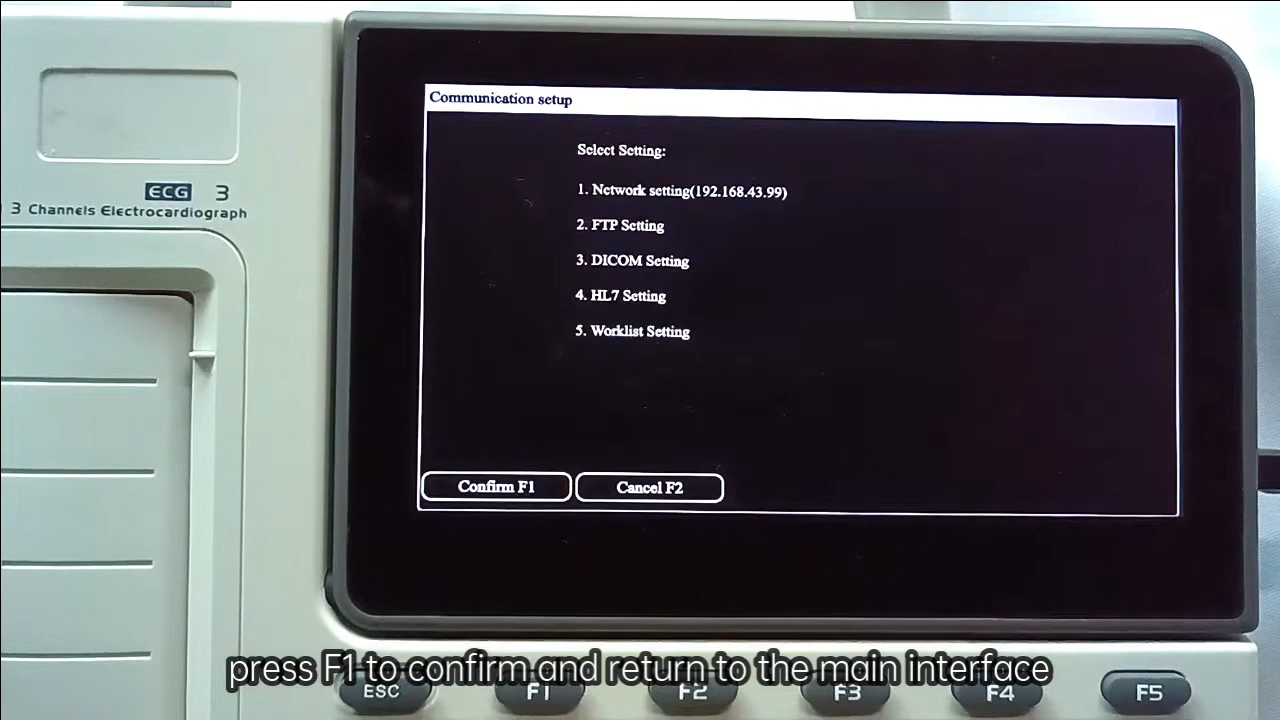 Communication setup
Select Setting:
1. Network setting(192.168.43.99)
2. FTP Setting
3. DICOM Setting
4. HL7 Setting
5. Worklist Setting
Confirm F1
Cancel F2
ECG 3
3 Channels Electrocardiograph
press F1 to confirm and return to the main interface
ESC
F1
F2
F3
F4
F5